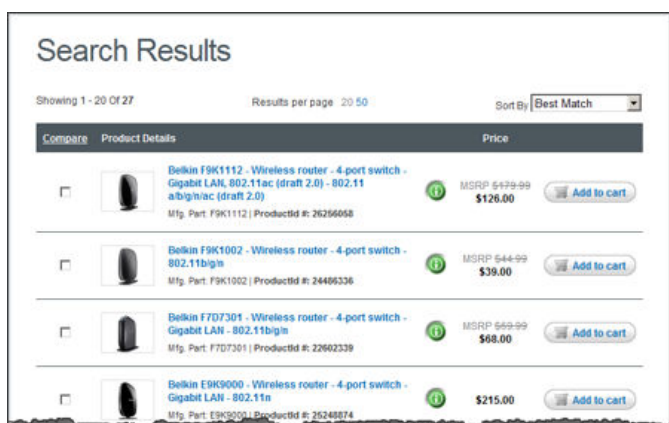 Search Results
Showing 1 - 20 Of 27
Results per page 20 50
Sort By Best Match
Compare Product Details Price
Belkin F9K1112 - Wireless router - 4-port switch -
Gigabit LAN, 802.11ac (draft 2.0) - 802.11
a/b/g/n/ac (draft 2.0)
Mfg. Part: F9K1112 | ProductId #: 26256058
MSRP $179.99
$126.00
Add to cart
Belkin F9K1002 - Wireless router - 4-port switch -
802.11b/g/n
Mfg. Part: F9K1002 | ProductId #: 24486336
MSRP $44.99
$39.00
Add to cart
Belkin F7D7301 - Wireless router - 4-port switch -
Gigabit LAN - 802.11b/g/n
Mfg. Part: F7D7301 | ProductId #: 22602339
MSRP $69.99
$68.00
Add to cart
Belkin E9K9000 - Wireless router - 4-port switch -
Gigabit LAN - 802.11n
Mfg. Part: E9K9000 | ProductId #: 25248874
$215.00
Add to cart